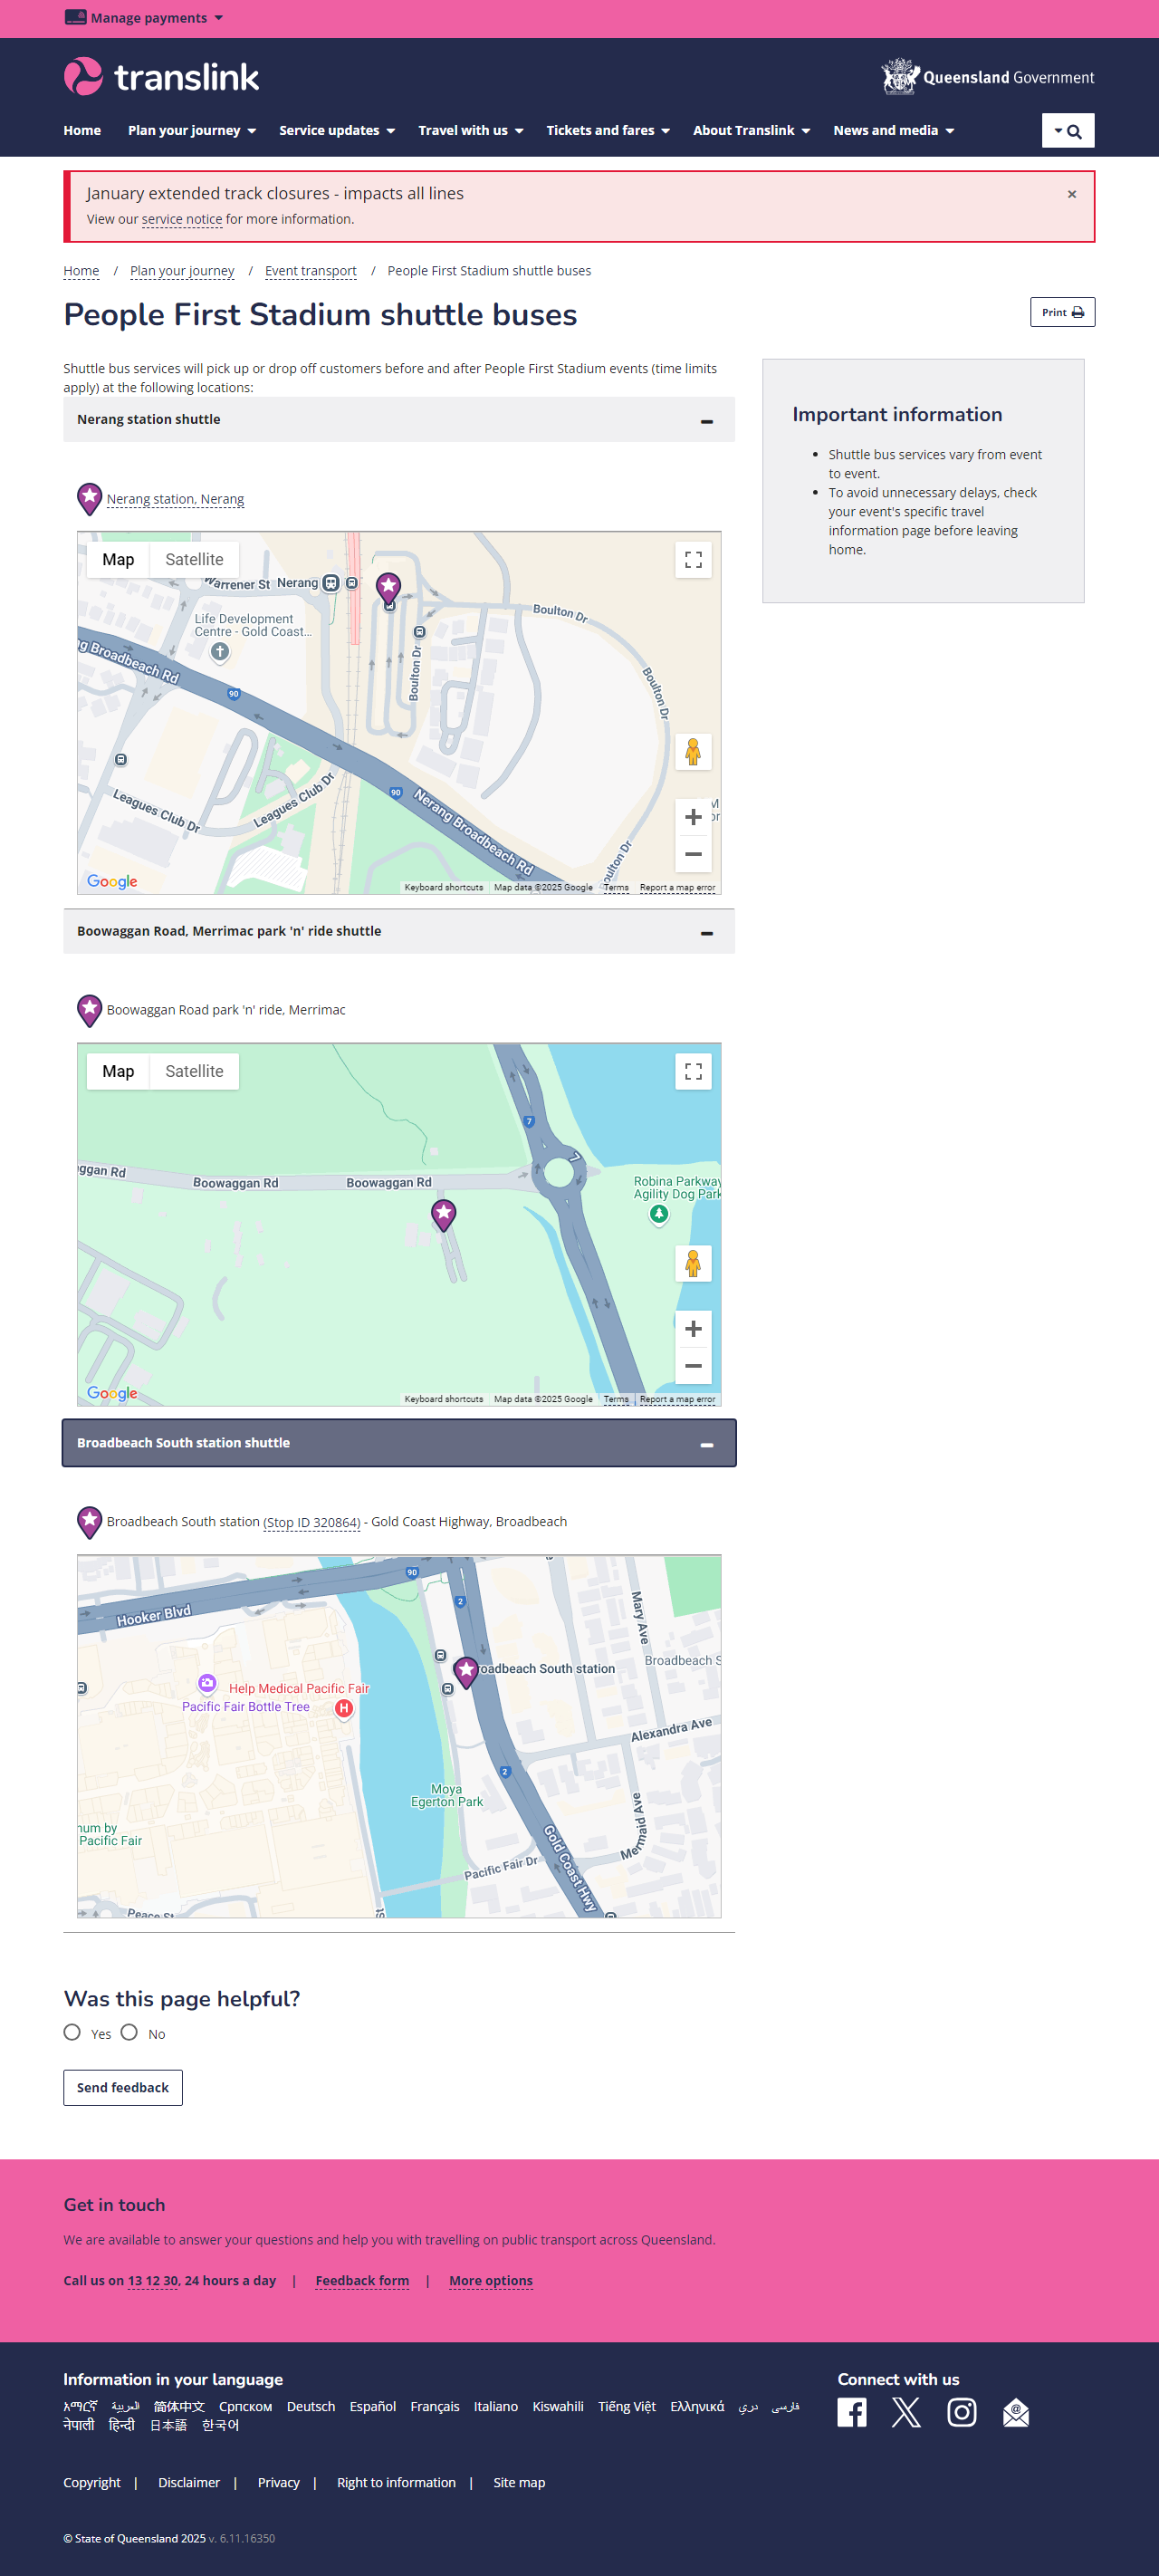 Manage payments
translink
Queensland Government
Home Plan your journey Service updates Travel with us Tickets and fares About Translink News and media
January extended track closures - impacts all lines ×
View our service notice for more information.
Home / Plan your journey / Event transport / People First Stadium shuttle buses
People First Stadium shuttle buses
Print
Shuttle bus services will pick up or drop off customers before and after People First Stadium events (time limits
apply) at the following locations:
Nerang station shuttle
Important information
• Shuttle bus services vary from event
to event.
• To avoid unnecessary delays, check
your event's specific travel
information page before leaving
home.
Nerang station, Nerang
Map Satellite
Warrener St Nerang
Life Development
Centre - Gold Coast...
Boulton Dr
Boulton Dr
Boulton Dr
ng Broadbeach Rd
90
90
Leagues Club Dr
Leagues Club Dr
Nerang Broadbeach Rd
Boulton Dr
Google
Keyboard shortcuts Map data ©2025 Google Terms Report a map error
Boowaggan Road, Merrimac park 'n' ride shuttle
Boowaggan Road park 'n' ride, Merrimac
Map Satellite
7
7
ggan Rd
Boowaggan Rd Boowaggan Rd
Robina Parkway
Agility Dog Park
Google
Keyboard shortcuts Map data ©2025 Google Terms Report a map error
Broadbeach South station shuttle
Broadbeach South station (Stop ID 320864) - Gold Coast Highway, Broadbeach
90
Hooker Blvd
2
Mary Ave
Broadbeach S
roadbeach South station
Help Medical Pacific Fair
Pacific Fair Bottle Tree
H
Alexandra Ave
2
Moya
Egerton Park
num by
Pacific Fair
Mermaid Ave
Gold Coast Hwy
Pacific Fair Dr
Peace St
St
Was this page helpful?
Yes No
Send feedback
Get in touch
We are available to answer your questions and help you with travelling on public transport across Queensland.
Call us on 13 12 30, 24 hours a day | Feedback form | More options
Information in your language
አማርኛ العربية 简体中文 Српском Deutsch Español Français Italiano Kiswahili Tiếng Việt Ελληνικά دري فارسی
नेपाली हिन्दी 日本語 한국어
Connect with us
Copyright | Disclaimer | Privacy | Right to information | Site map
© State of Queensland 2025 v. 6.11.16350